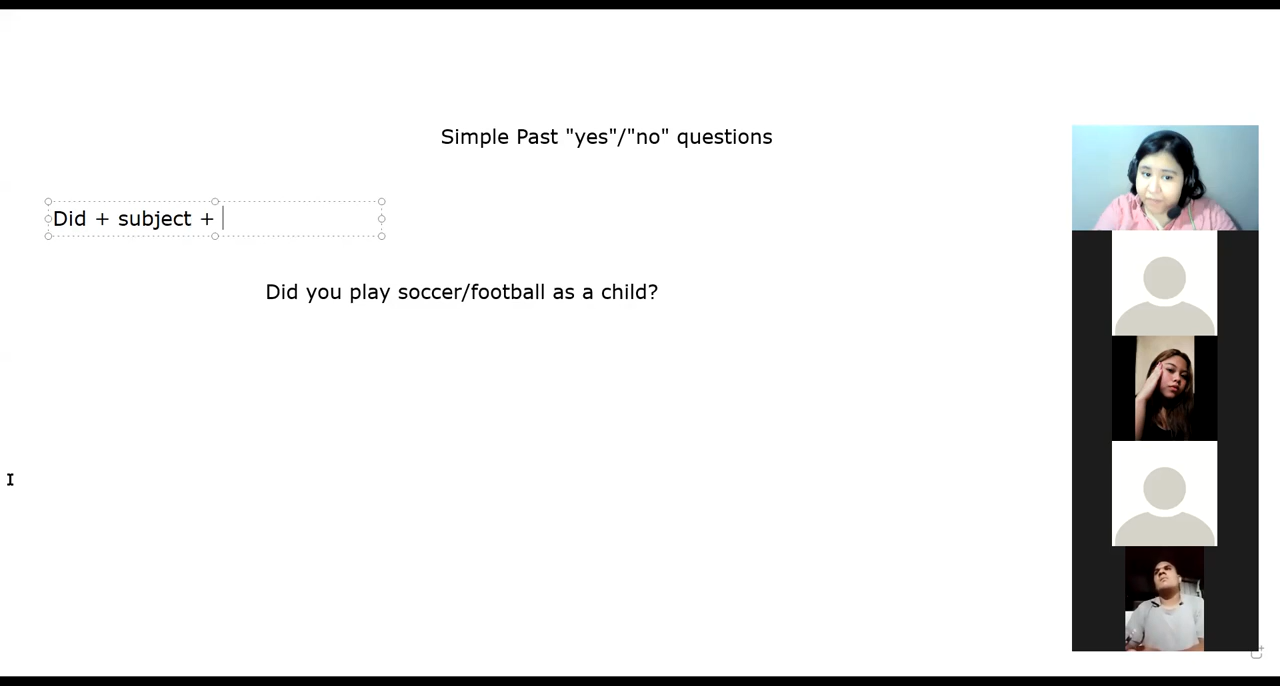 Simple Past "yes"/"no" questions
Did + subject +
Did you play soccer/football as a child?